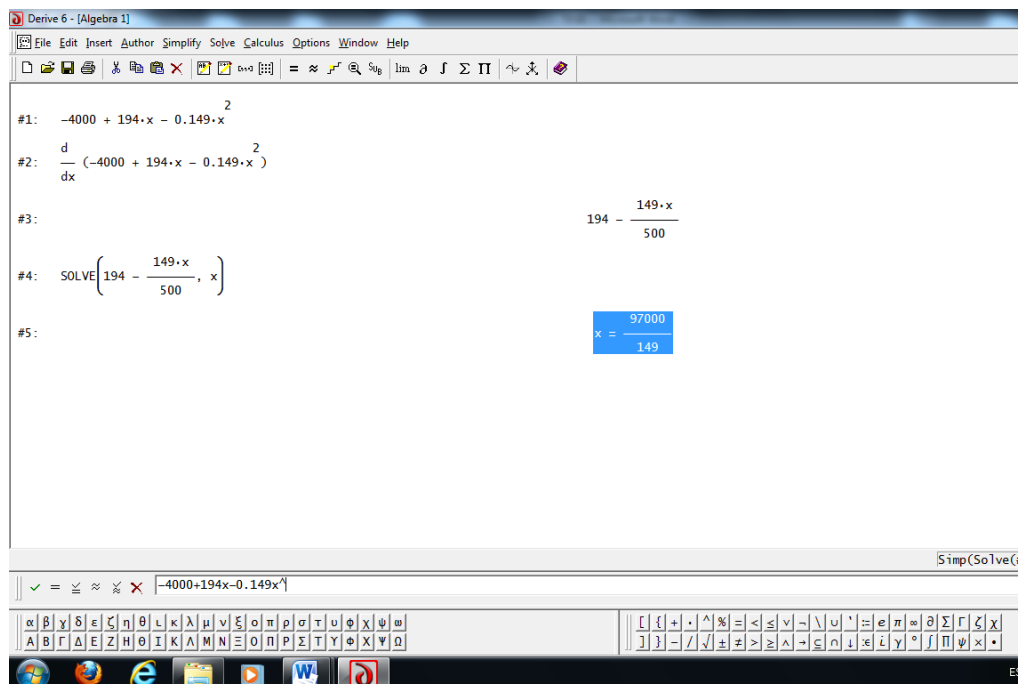 Derive 6 - [Algebra 1]
File Edit Insert Author Simplify Solve Calculus Options Window Help
= ≈ lim ∂ ∫ Σ Π
#1: -4000 + 194·x - 0.149·x^2
#2: d/dx (-4000 + 194·x - 0.149·x^2)
#3: 194 - 149·x/500
#4: SOLVE(194 - 149·x/500, x)
#5: x = 97000/149
Simp(Solve(
-4000+194x-0.149x^
α β γ δ ε ζ η θ ι κ λ μ ν ξ ο π ρ σ τ υ φ χ ψ ω
Α Β Γ Δ Ε Ζ Η Θ Ι Κ Λ Μ Ν Ξ Ο Π Ρ Σ Τ Υ Φ Χ Ψ Ω
[ { + · ^ % = < ≤ ∨ ¬ \ ∪ ' := e π ∞ ∂ Σ Γ ζ χ
] } - / √ ± ≠ > ≥ ∧ → ⊆ ∩ ↓ :∈ i γ ° ∫ Π ψ × •
ES